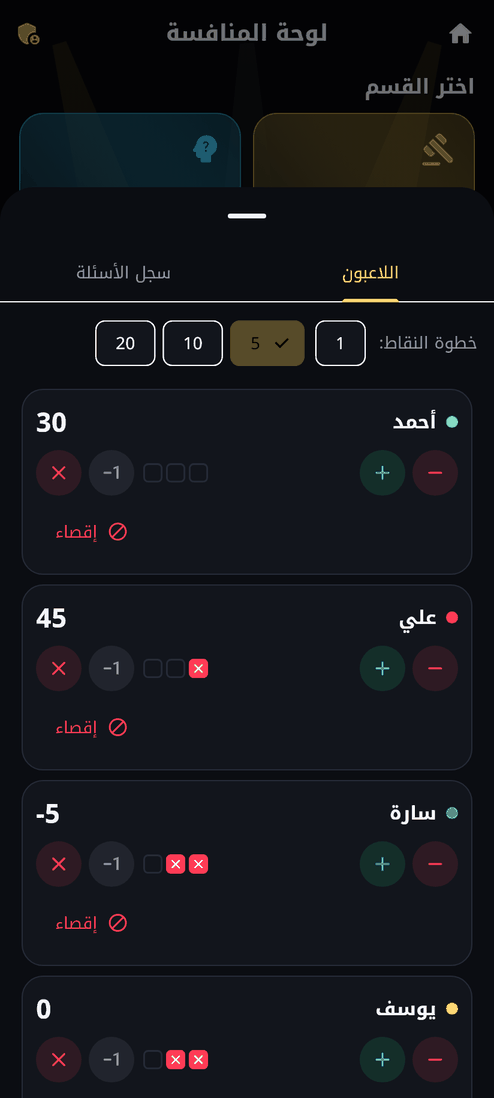 لوحة المنافسة
اختر القسم
اللاعبون
سجل الأسئلة
خطوة النقاط: 1 5 10 20
أحمد 30
−1
إقصاء
علي 45
−1
إقصاء
سارة -5
−1
إقصاء
يوسف 0
−1